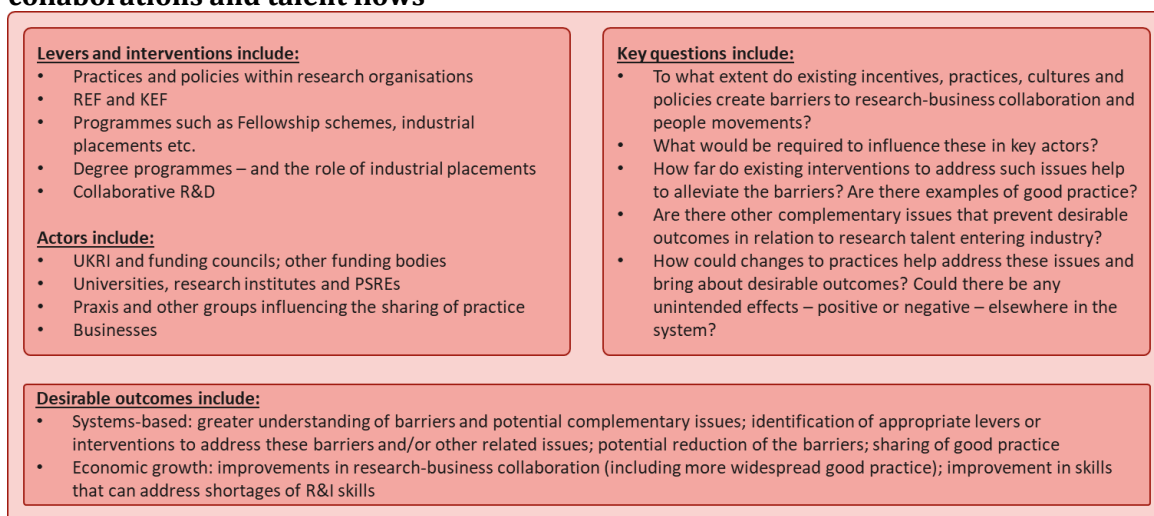 collaborations and talent flows
Levers and interventions include:
• Practices and policies within research organisations
• REF and KEF
• Programmes such as Fellowship schemes, industrial
placements etc.
• Degree programmes – and the role of industrial placements
• Collaborative R&D
Actors include:
• UKRI and funding councils; other funding bodies
• Universities, research institutes and PSREs
• Praxis and other groups influencing the sharing of practice
• Businesses
Key questions include:
• To what extent do existing incentives, practices, cultures and
policies create barriers to research-business collaboration and
people movements?
• What would be required to influence these in key actors?
• How far do existing interventions to address such issues help
to alleviate the barriers? Are there examples of good practice?
• Are there other complementary issues that prevent desirable
outcomes in relation to research talent entering industry?
• How could changes to practices help address these issues and
bring about desirable outcomes? Could there be any
unintended effects – positive or negative – elsewhere in the
system?
Desirable outcomes include:
• Systems-based: greater understanding of barriers and potential complementary issues; identification of appropriate levers or
interventions to address these barriers and/or other related issues; potential reduction of the barriers; sharing of good practice
• Economic growth: improvements in research-business collaboration (including more widespread good practice); improvement in skills
that can address shortages of R&I skills